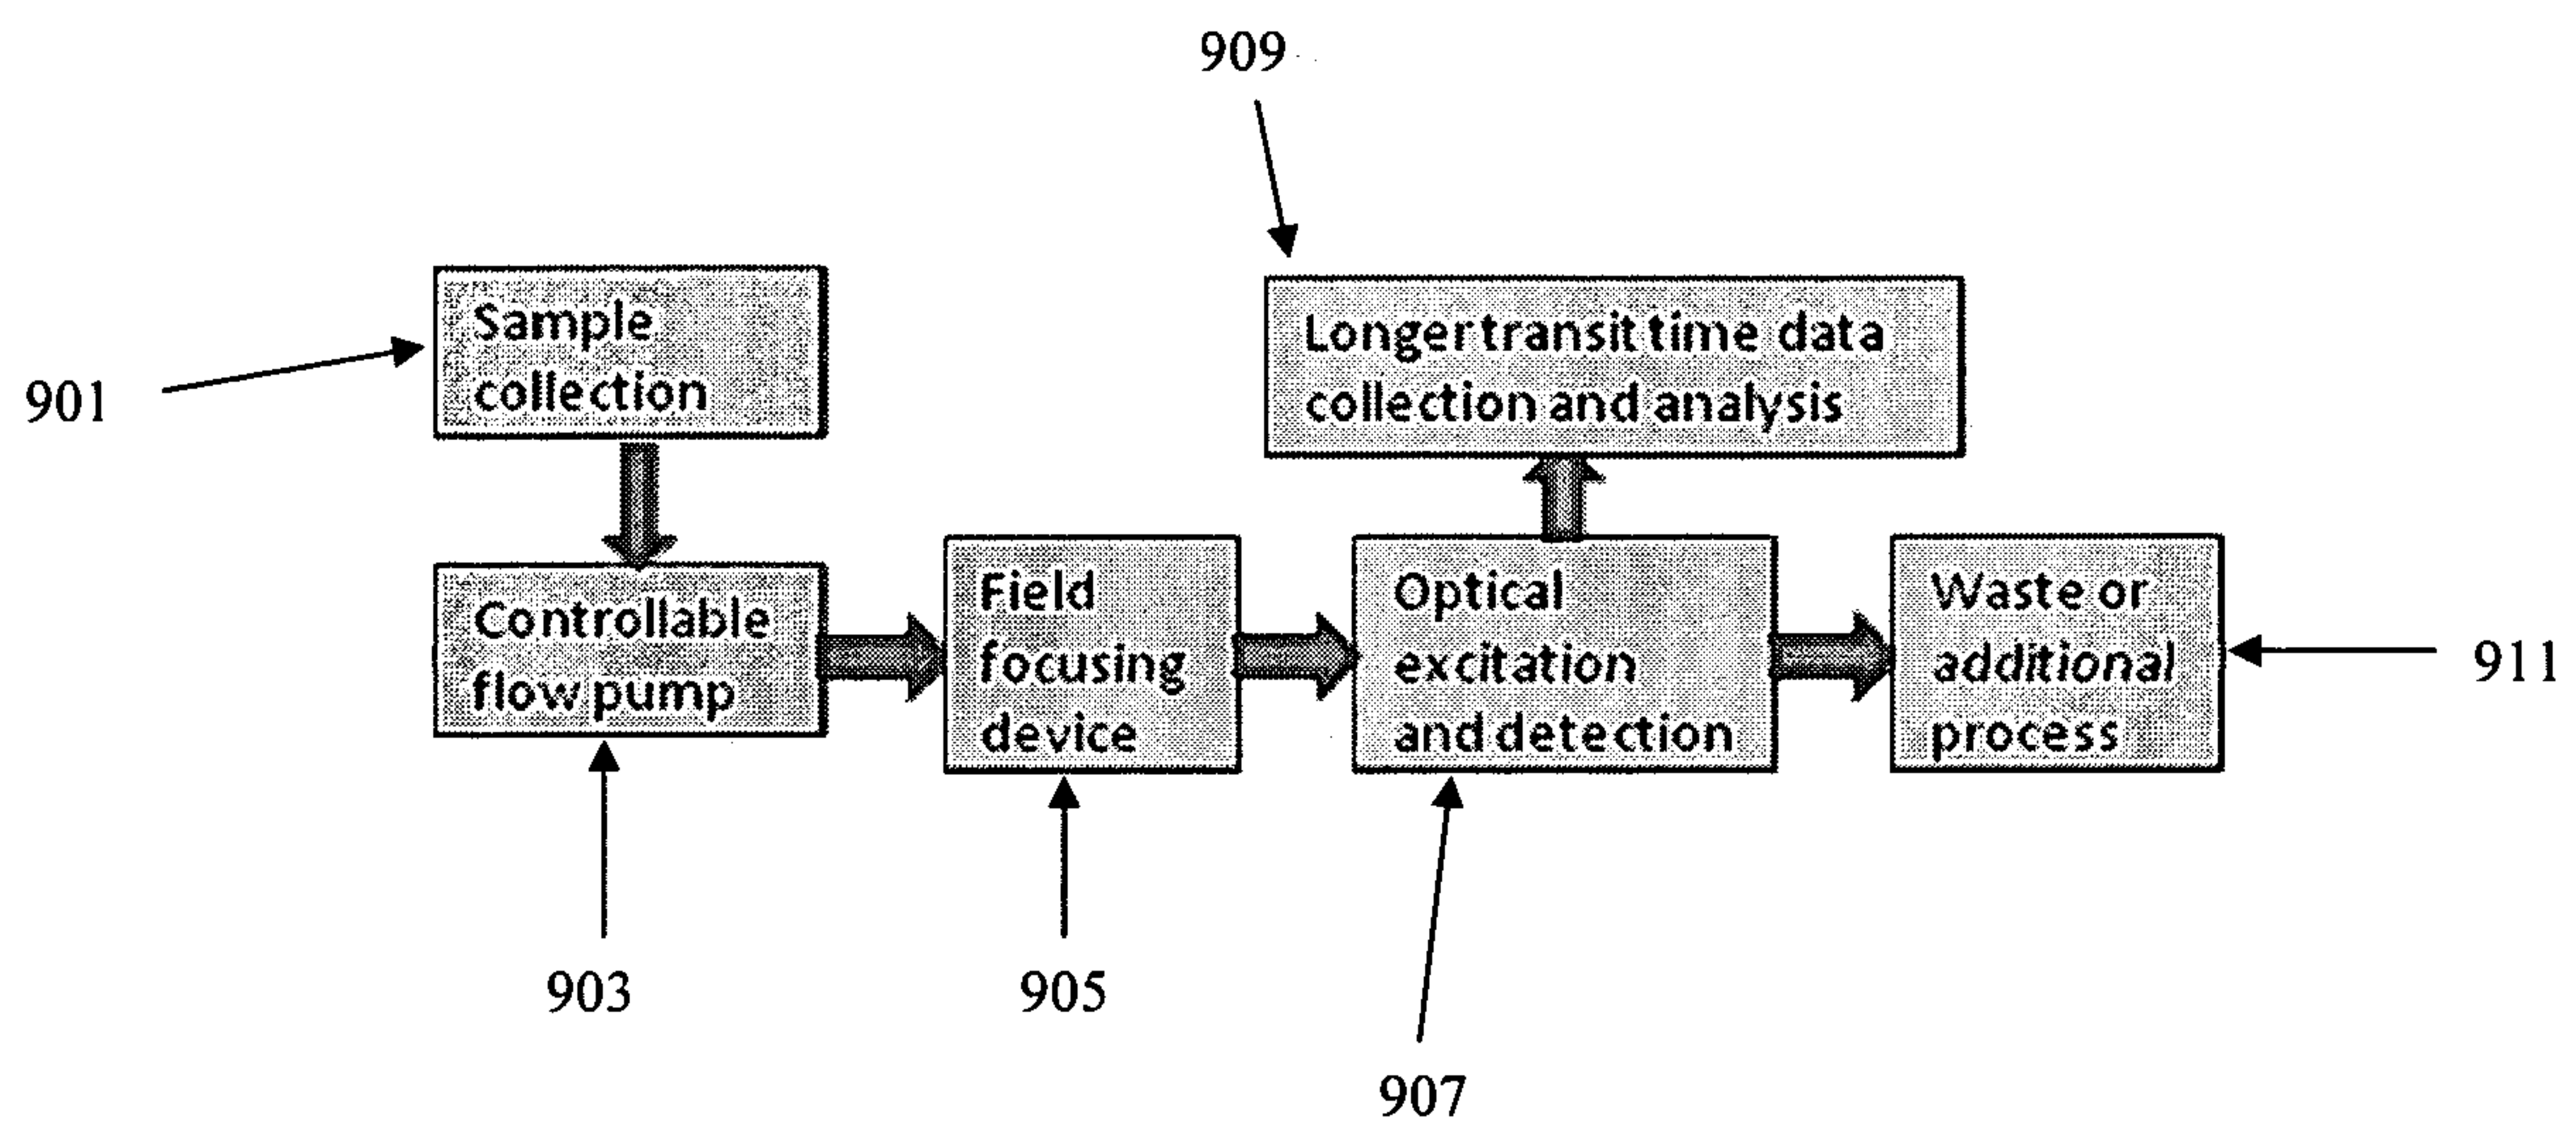 909
Sample
collection
901
Longer transit time data
collection and analysis
Controllable
flow pump
Field
focusing
device
Optical
excitation
and detection
Waste or
additional
process
911
903
905
907